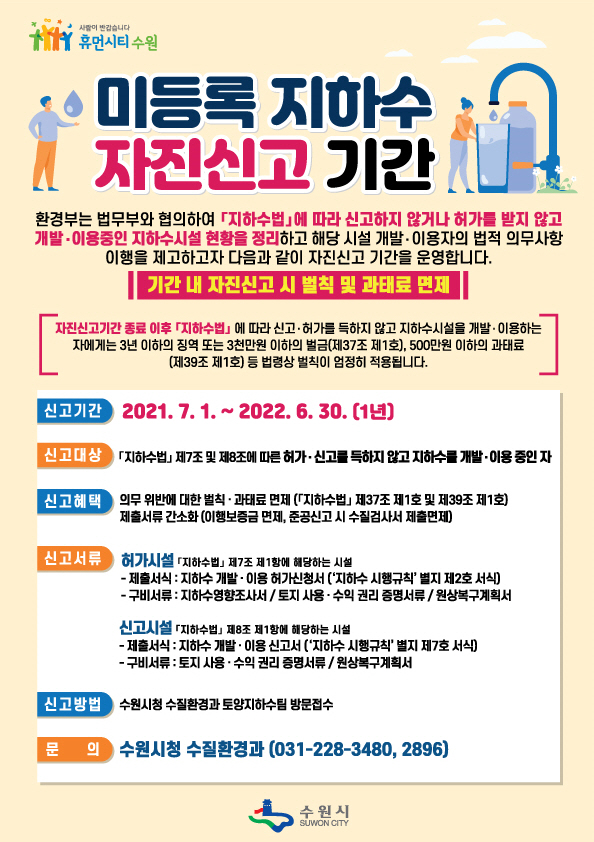 사람이 반갑습니다
휴먼시티 수원
미등록 지하수
자진신고 기간
환경부는 법무부와 협의하여 「지하수법」에 따라 신고하지 않거나 허가를 받지 않고
개발·이용중인 지하수시설 현황을 정리하고 해당 시설 개발·이용자의 법적 의무사항
이행을 제고하고자 다음과 같이 자진신고 기간을 운영합니다.
기간 내 자진신고 시 벌칙 및 과태료 면제
자진신고기간 종료 이후 「지하수법」에 따라 신고·허가를 득하지 않고 지하수시설을 개발·이용하는
자에게는 3년 이하의 징역 또는 3천만원 이하의 벌금(제37조 제1호), 500만원 이하의 과태료
(제39조 제1호) 등 법령상 벌칙이 엄정히 적용됩니다.
신고기간 2021. 7. 1. ~ 2022. 6. 30. (1년)
신고대상 「지하수법」 제7조 및 제8조에 따른 허가·신고를 득하지 않고 지하수를 개발·이용 중인 자
신고혜택 의무 위반에 대한 벌칙·과태료 면제 (「지하수법」 제37조 제1호 및 제39조 제1호)
제출서류 간소화 (이행보증금 면제, 준공신고 시 수질검사서 제출면제)
신고서류 허가시설 「지하수법」 제7조 제1항에 해당하는 시설
- 제출서식 : 지하수 개발·이용 허가신청서 ('지하수 시행규칙' 별지 제2호 서식)
- 구비서류 : 지하수영향조사서 / 토지 사용·수익 권리 증명서류 / 원상복구계획서
신고시설 「지하수법」 제8조 제1항에 해당하는 시설
- 제출서식 : 지하수 개발·이용 신고서 ('지하수 시행규칙' 별지 제7호 서식)
- 구비서류 : 토지 사용·수익 권리 증명서류 / 원상복구계획서
신고방법 수원시청 수질환경과 토양지하수팀 방문접수
문 의 수원시청 수질환경과 (031-228-3480, 2896)
수원시
SUWON CITY